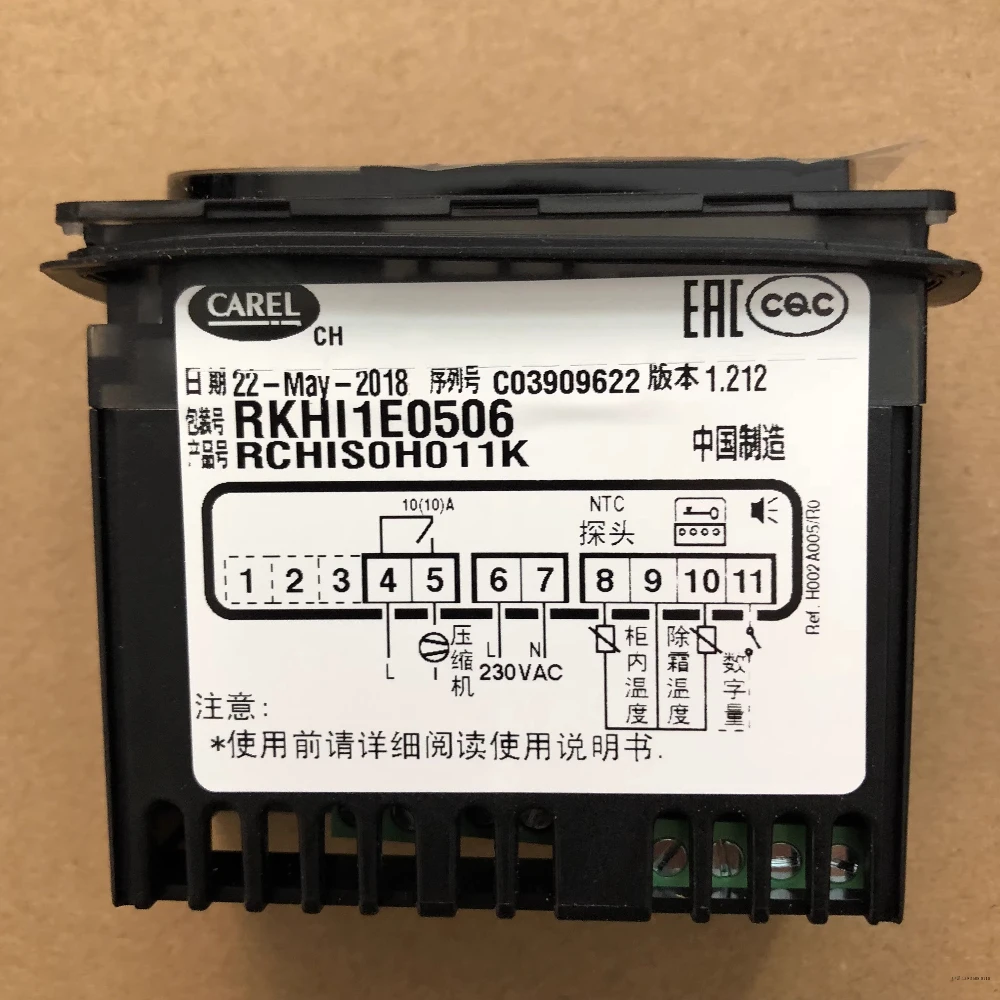 CAREL
CH
EAC CQC
日期 22-May-2018 序列号 C03909622 版本 1.212
包装号 RKHI1E0506
产品号 RCHIS0H011K
中国制造
10(10)A
NTC
探头
1 2 3 4 5 6 7 8 9 10 11
L
压缩机
L N
230VAC
柜内温度
除霜温度
数字量
Ref. H002A005/R0
注意:
*使用前请详细阅读使用说明书.